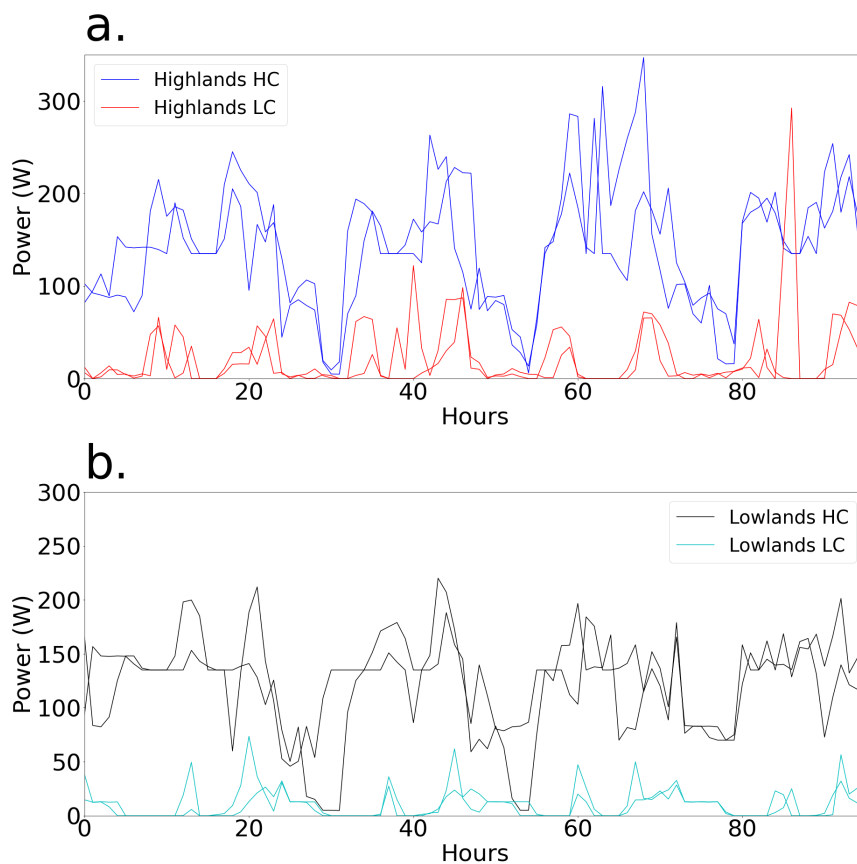 a.
Highlands HC
Highlands LC
300
200
100
0
Power (W)
0 20 40 60 80
Hours
b.
Lowlands HC
Lowlands LC
300
250
200
150
100
50
0
Power (W)
0 20 40 60 80
Hours